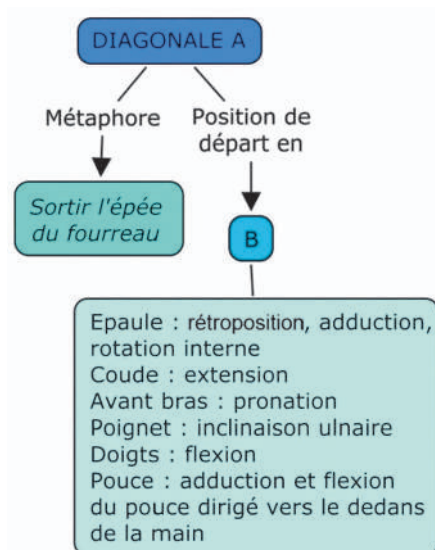 DIAGONALE A
Métaphore
Position de
départ en
Sortir l'épée
du fourreau
B
Epaule : rétroposition, adduction,
rotation interne
Coude : extension
Avant bras : pronation
Poignet : inclinaison ulnaire
Doigts : flexion
Pouce : adduction et flexion
du pouce dirigé vers le dedans
de la main